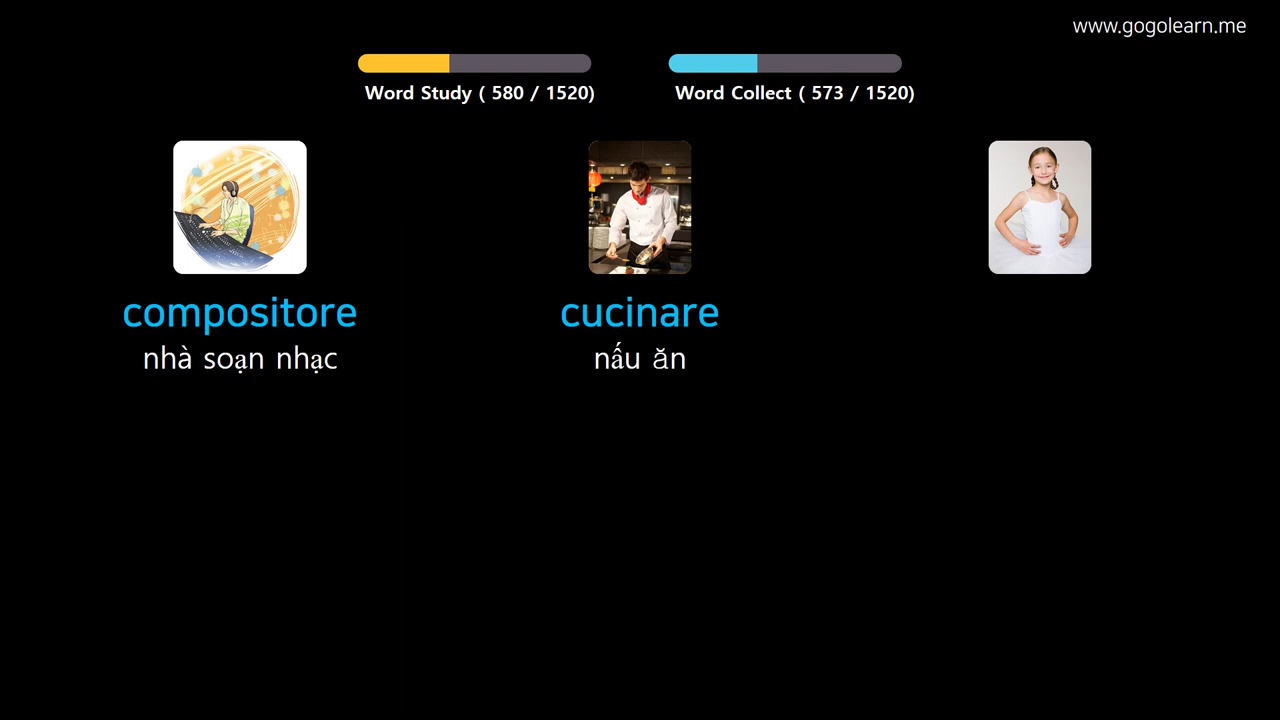 www.gogolearn.me
Word Study ( 580 / 1520)
Word Collect ( 573 / 1520)
compositore
nhà soạn nhạc
cucinare
nấu ăn